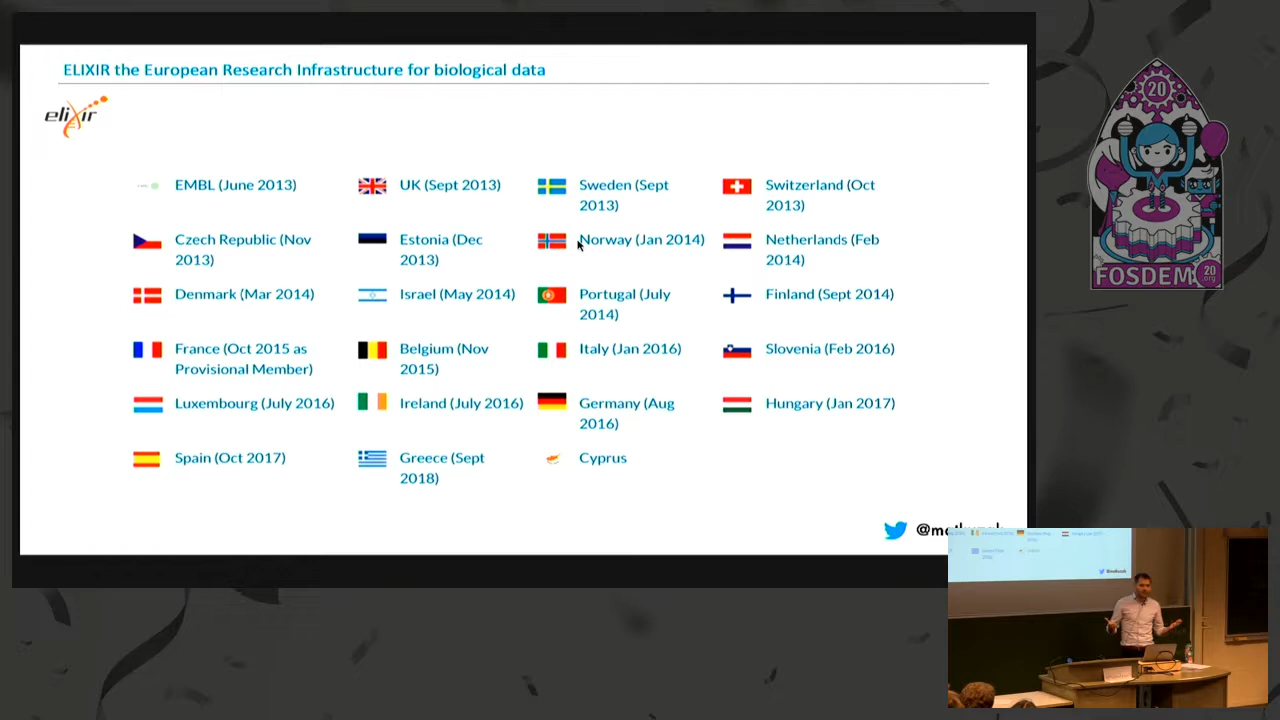 ELIXIR the European Research Infrastructure for biological data
elixir
EMBL (June 2013)
UK (Sept 2013)
Sweden (Sept
2013)
Switzerland (Oct
2013)
Czech Republic (Nov
2013)
Estonia (Dec
2013)
Norway (Jan 2014)
Netherlands (Feb
2014)
Denmark (Mar 2014)
Israel (May 2014)
Portugal (July
2014)
Finland (Sept 2014)
France (Oct 2015 as
Provisional Member)
Belgium (Nov
2015)
Italy (Jan 2016)
Slovenia (Feb 2016)
Luxembourg (July 2016)
Ireland (July 2016)
Germany (Aug
2016)
Hungary (Jan 2017)
Spain (Oct 2017)
Greece (Sept
2018)
Cyprus
20
FOSDEM
20
.org